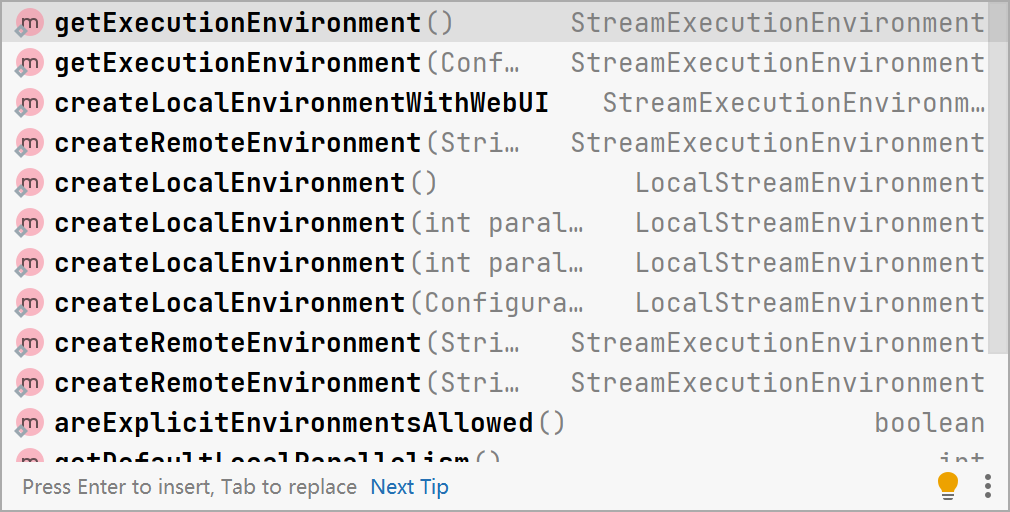 m getExecutionEnvironment() StreamExecutionEnvironment
m getExecutionEnvironment(Conf… StreamExecutionEnvironment
m createLocalEnvironmentWithWebUI StreamExecutionEnvironm…
m createRemoteEnvironment(Stri… StreamExecutionEnvironment
m createLocalEnvironment() LocalStreamEnvironment
m createLocalEnvironment(int paral… LocalStreamEnvironment
m createLocalEnvironment(int paral… LocalStreamEnvironment
m createLocalEnvironment(Configura… LocalStreamEnvironment
m createRemoteEnvironment(Stri… StreamExecutionEnvironment
m createRemoteEnvironment(Stri… StreamExecutionEnvironment
m areExplicitEnvironmentsAllowed() boolean
m getDefaultLocalParallelism() int
Press Enter to insert, Tab to replace Next Tip